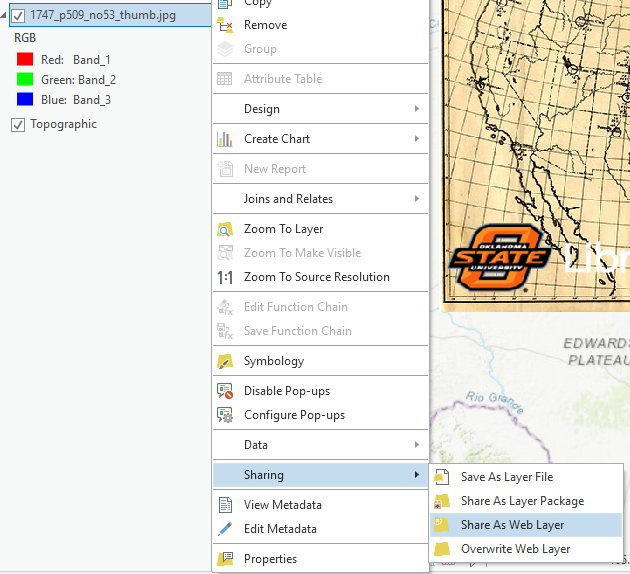 1747_p509_no53_thumb.jpg
RGB
Red: Band_1
Green: Band_2
Blue: Band_3
Topographic
Copy
Remove
Group
Attribute Table
Design
Create Chart
New Report
Joins and Relates
Zoom To Layer
Zoom To Make Visible
1:1 Zoom To Source Resolution
Edit Function Chain
Save Function Chain
Symbology
Disable Pop-ups
Configure Pop-ups
Data
Sharing
View Metadata
Edit Metadata
Properties
Save As Layer File
Share As Layer Package
Share As Web Layer
Overwrite Web Layer
OKLAHOMA
STATE
UNIVERSITY
EDWARDS
PLATEAU
Rio Grande